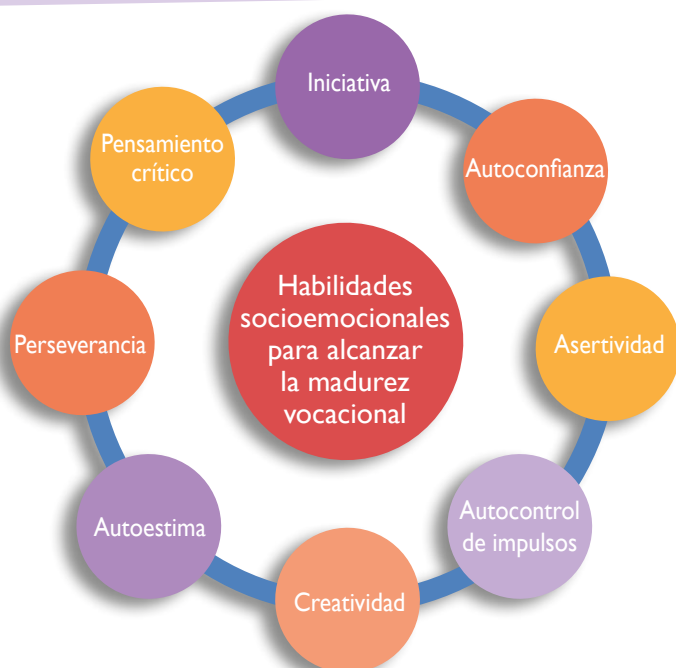 Iniciativa
Pensamiento
crítico
Autoconfianza
Habilidades
socioemocionales
para alcanzar
la madurez
vocacional
Perseverancia
Asertividad
Autoestima
Autocontrol
de impulsos
Creatividad